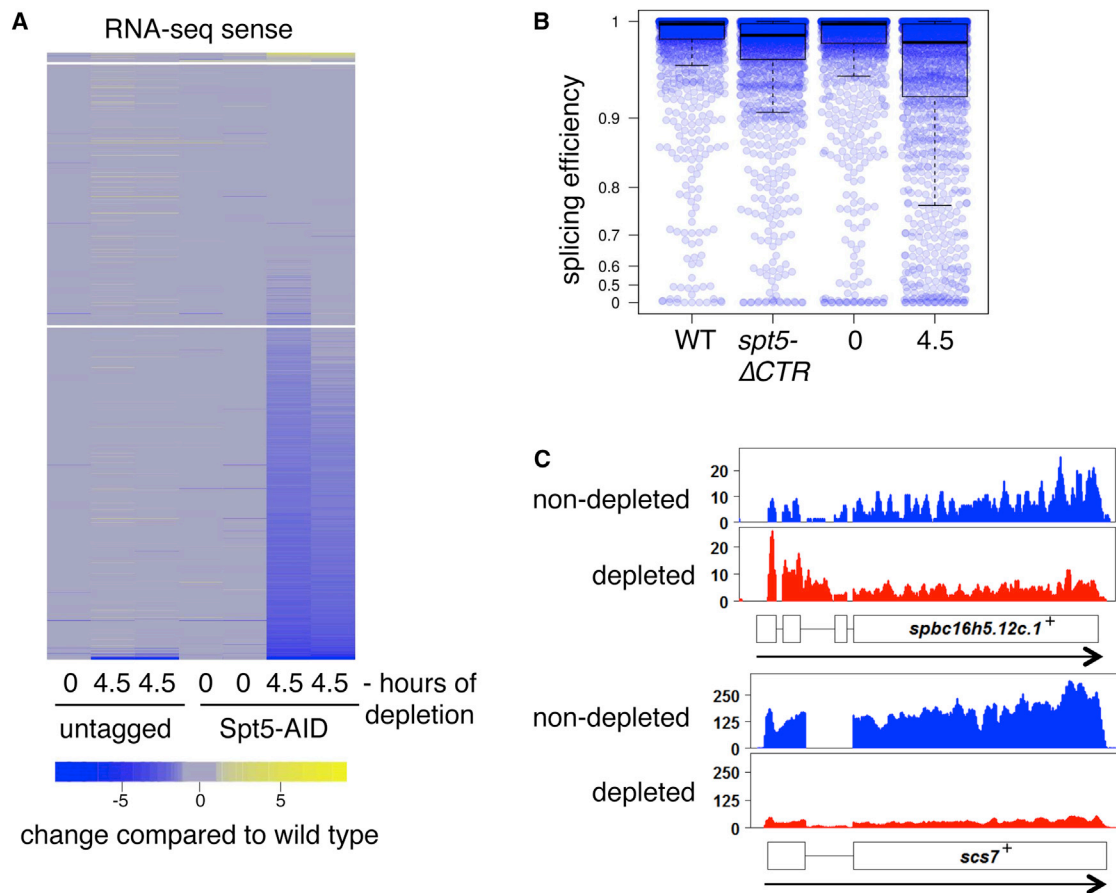 A
RNA-seq sense
0 4.5 4.5 0 0 4.5 4.5 - hours of
depletion
untagged Spt5-AID
-5 0 5
change compared to wild type
B
splicing efficiency
1
0.9
0.8
0.7
0.6
0.5
0
WT spt5- 0 4.5
ΔCTR
C
non-depleted
20
10
0
depleted
20
10
0
spbc16h5.12c.1+
non-depleted
250
125
0
depleted
250
125
0
scs7+